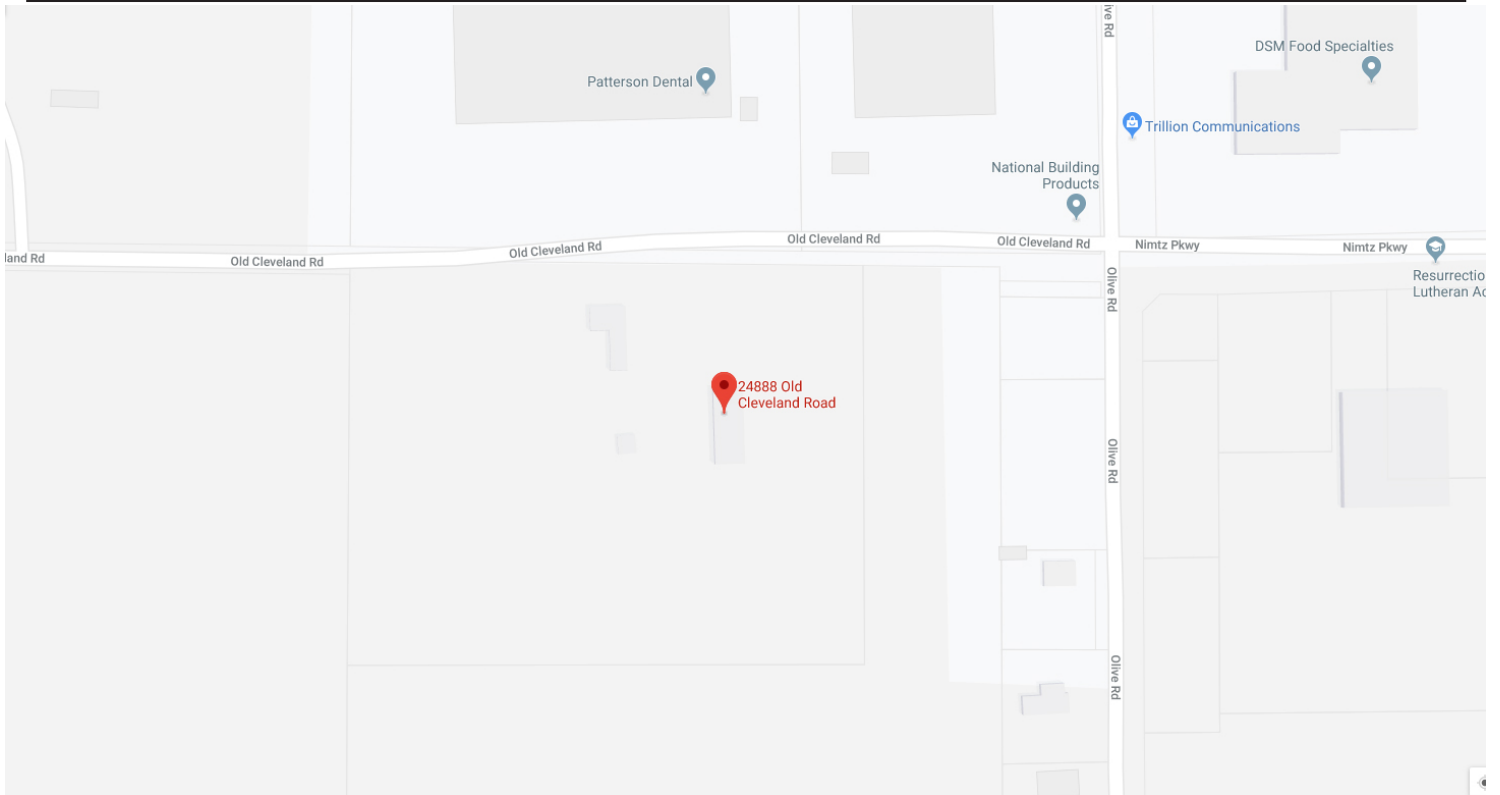 ive Rd
DSM Food Specialties
Patterson Dental
Trillion Communications
National Building
Products
Old Cleveland Rd
Old Cleveland Rd
Old Cleveland Rd
Nimtz Pkwy
Nimtz Pkwy
land Rd
Old Cleveland Rd
Resurrectio
Lutheran Ac
Olive Rd
24888 Old
Cleveland Road
Olive Rd
Olive Rd